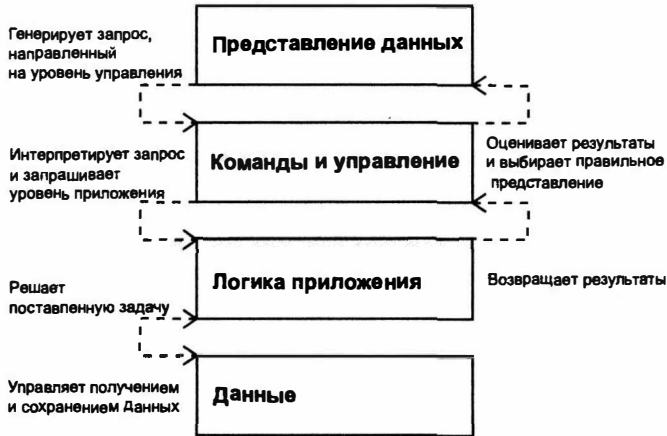 Генерирует запрос,
направленный
на уровень управления
Представление данных
Интерпретирует запрос
и запрашивает
уровень приложения
Команды и управление
Оценивает результаты
и выбирает правильное
представление
Решает
поставленную задачу
Логика приложения
Возвращает результаты
Управляет получением
и сохранением Данных
Данные